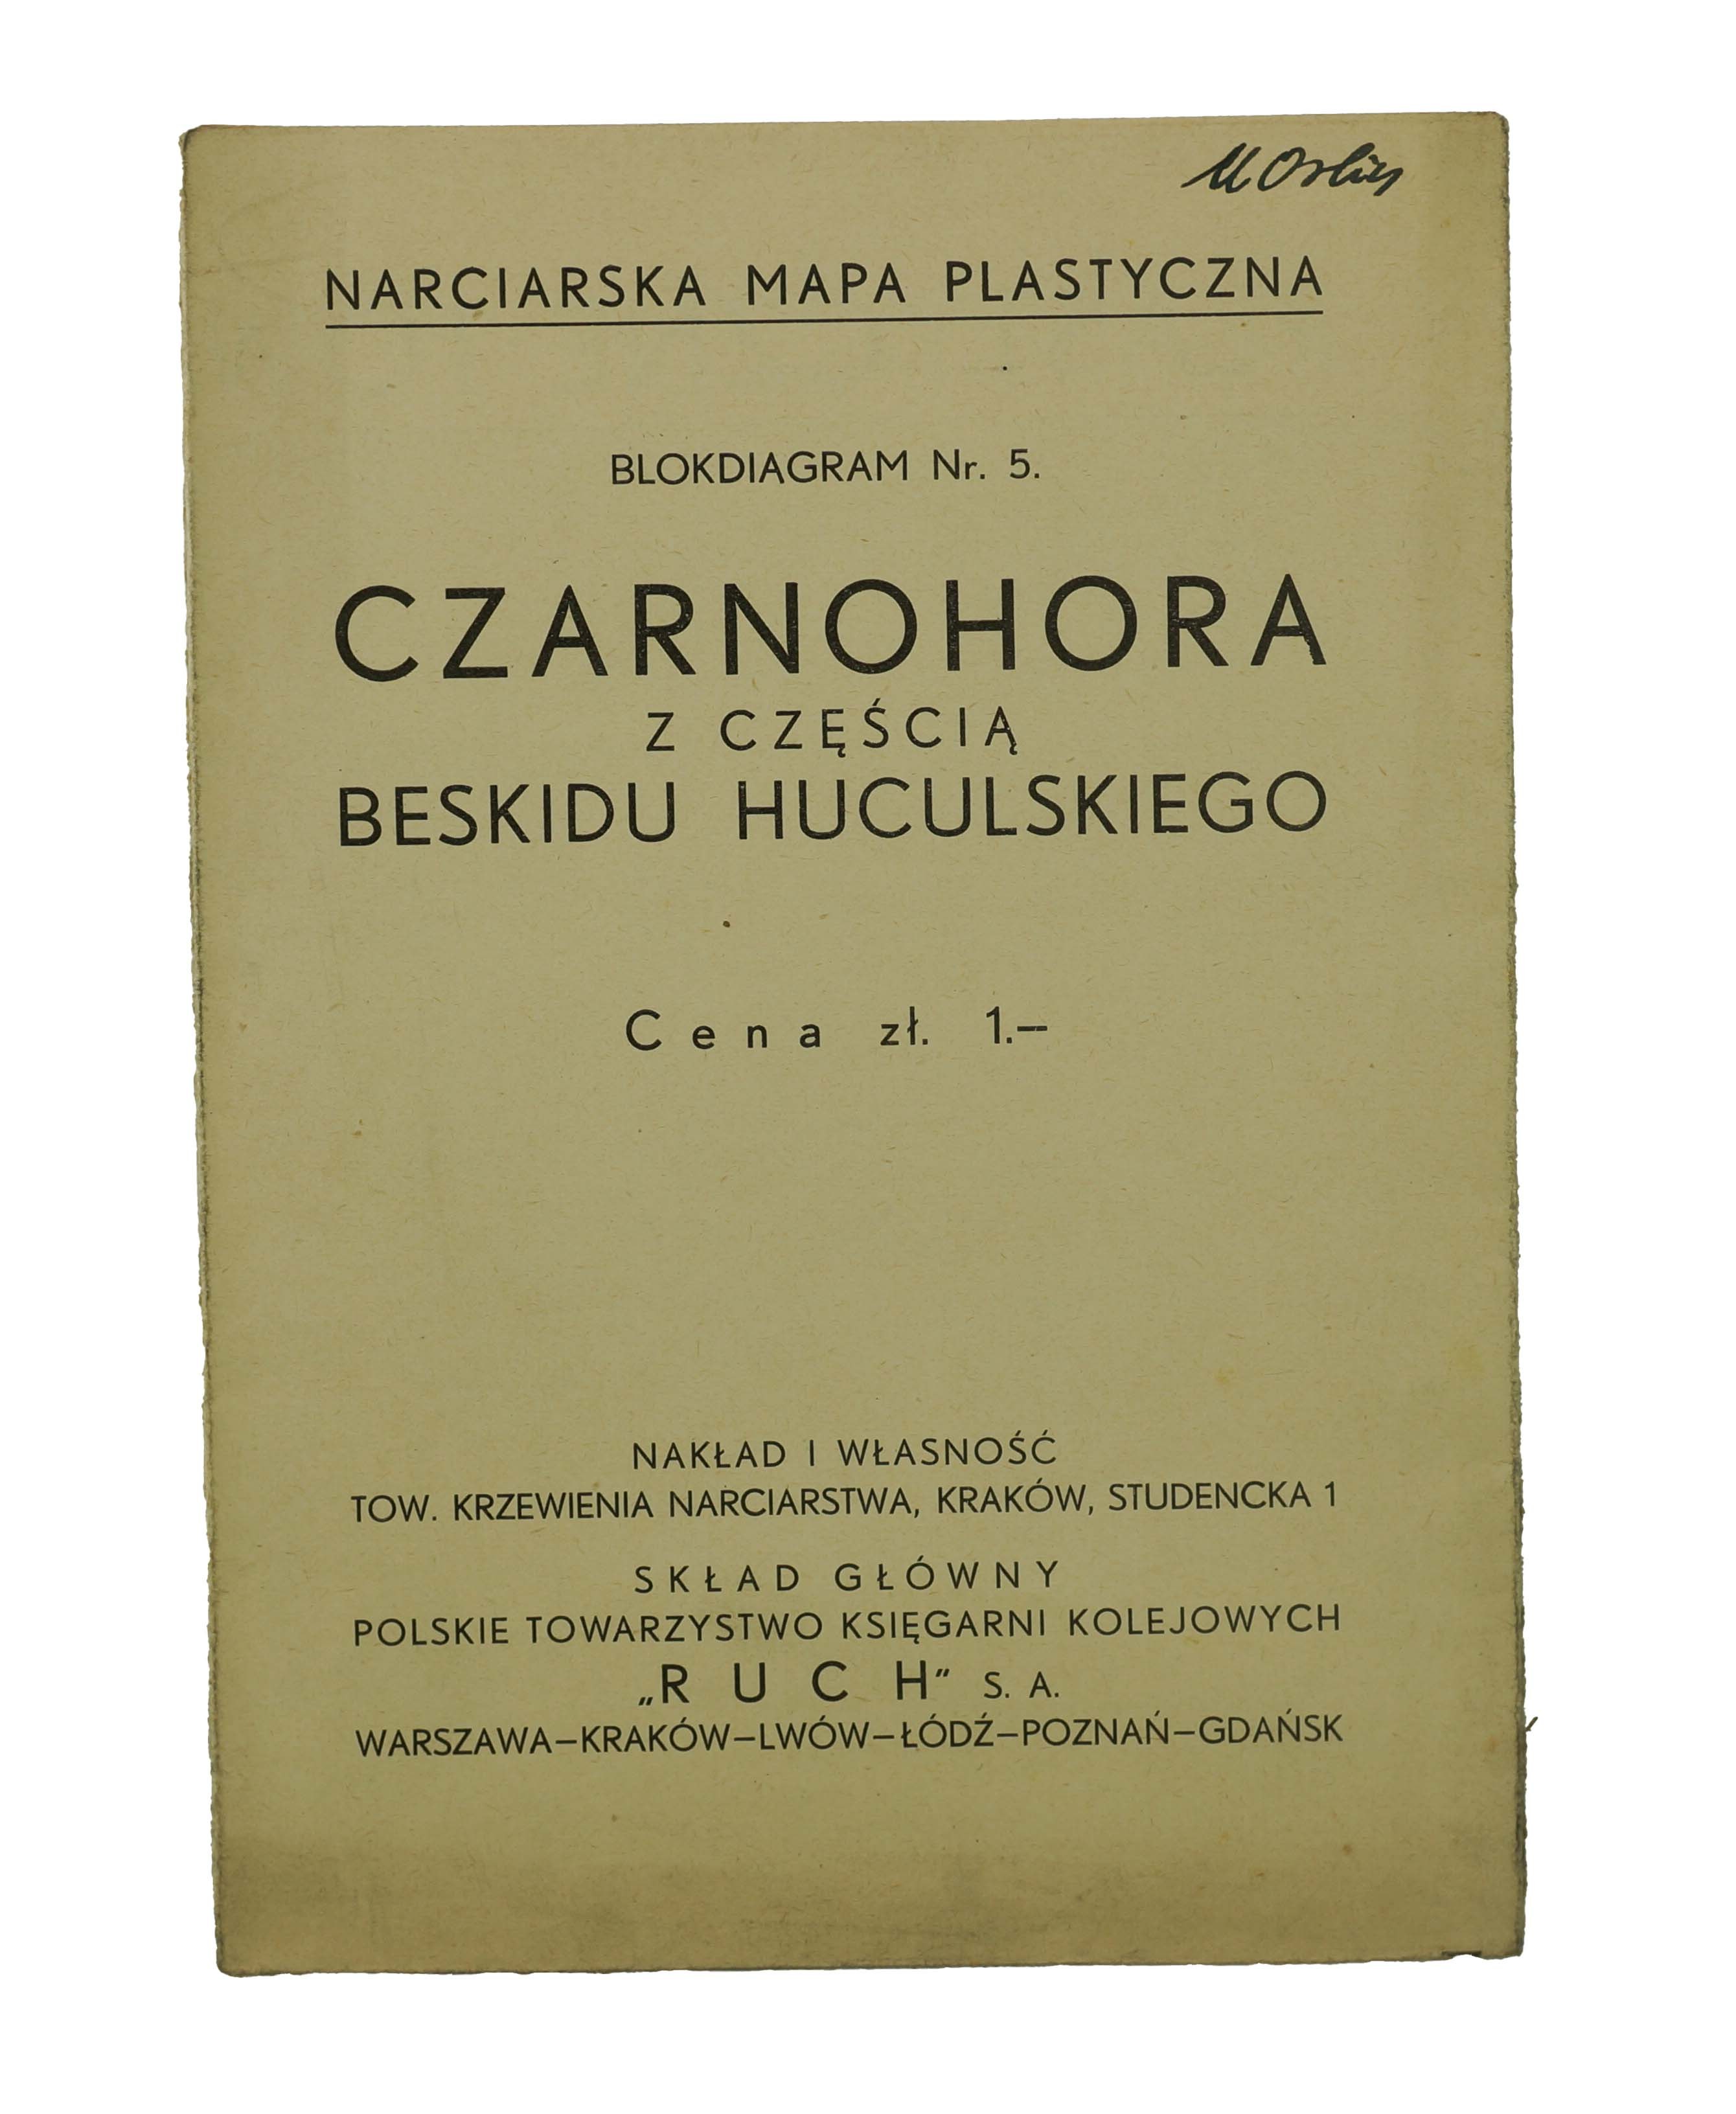 NARCIARSKA MAPA PLASTYCZNA
BLOKDIAGRAM Nr. 5.
CZARNOHORA
Z CZĘŚCIĄ
BESKIDU HUCULSKIEGO
Cena zł. 1.—
NAKŁAD I WŁASNOŚĆ
TOW. KRZEWIENIA NARCIARSTWA, KRAKÓW, STUDENCKA 1
SKŁAD GŁÓWNY
POLSKIE TOWARZYSTWO KSIĘGARNI KOLEJOWYCH
„RUCH” S. A.
WARSZAWA—KRAKÓW—LWÓW—ŁÓDŹ—POZNAŃ—GDAŃSK